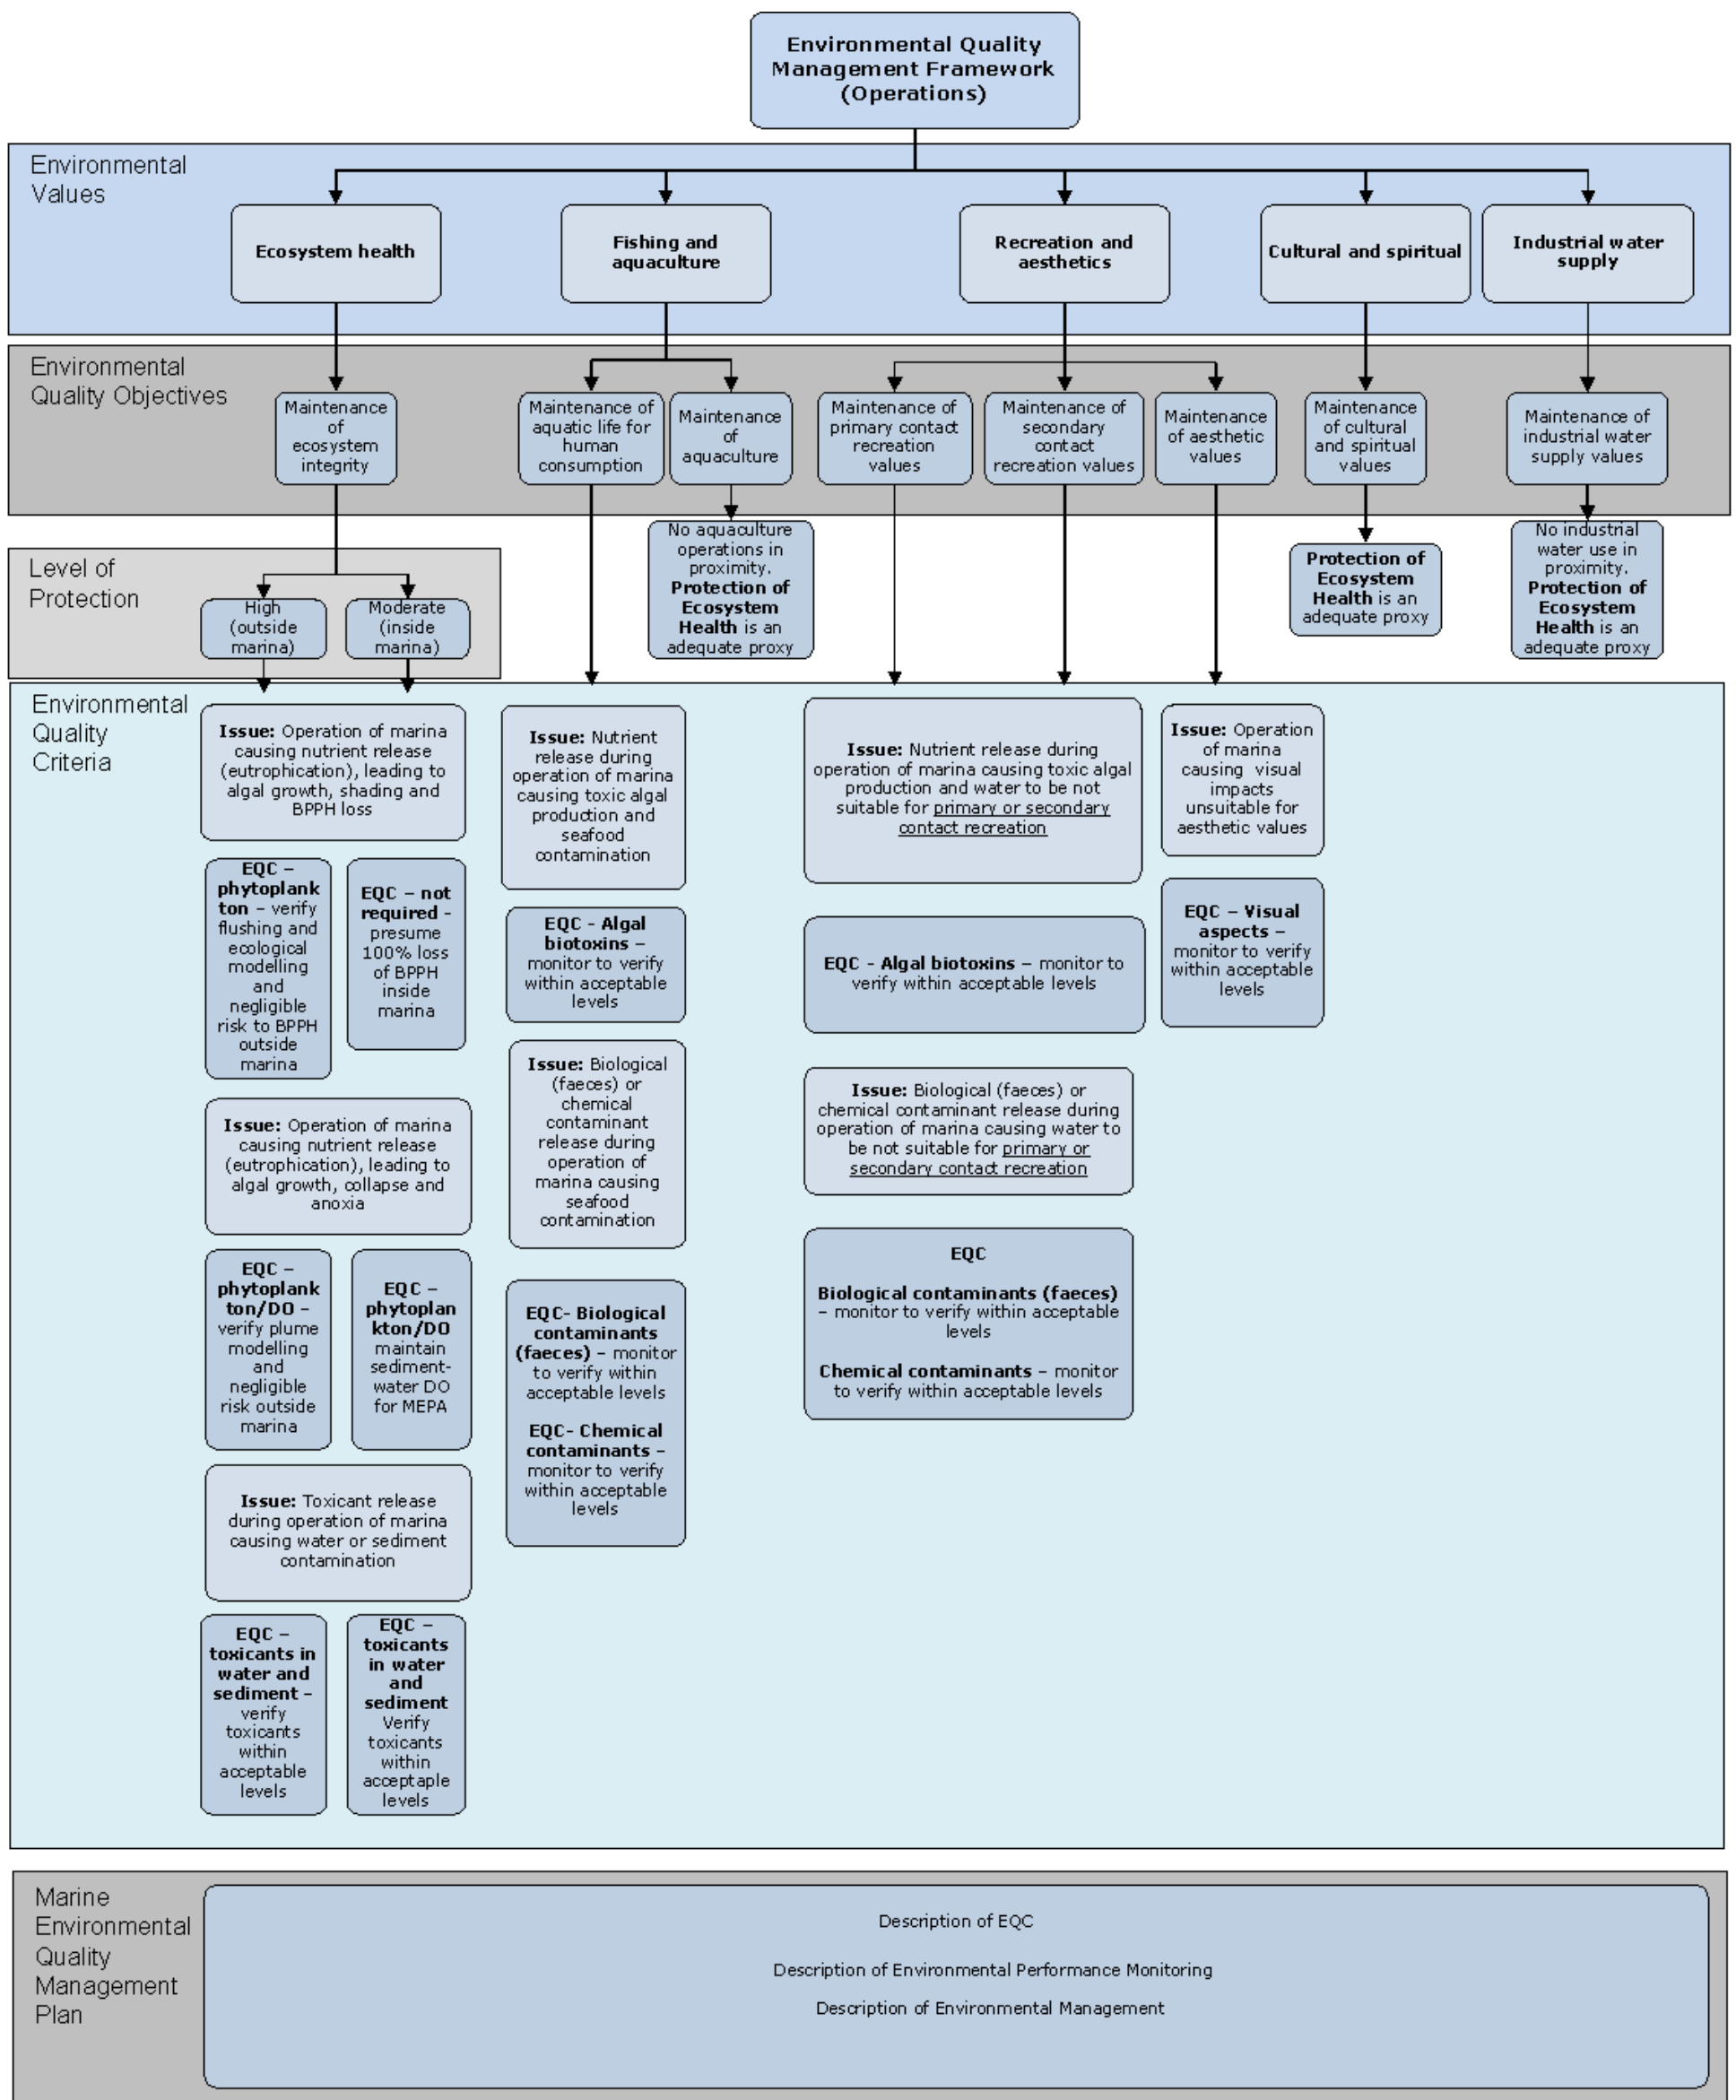 Environmental Quality
Management Framework
(Operations)
Environmental
Values
Ecosystem health
Fishing and
aquaculture
Recreation and
aesthetics
Cultural and spiritual
Industrial water
supply
Environmental
Quality Objectives
Maintenance
of
ecosystem
integrity
Maintenance of
aquatic life for
human
consumption
Maintenance
of
aquaculture
Maintenance of
primary contact
recreation
values
Maintenance of
secondary
contact
recreation values
Maintenance
of aesthetic
values
Maintenance
of cultural
and spiritual
values
Maintenance of
industrial water
supply values
No aquaculture
operations in
proximity.
Protection of
Ecosystem
Health is an
adequate proxy
Protection of
Ecosystem
Health is an
adequate proxy
No industrial
water use in
proximity.
Protection of
Ecosystem
Health is an
adequate proxy
Level of
Protection
High
(outside
marina)
Moderate
(inside
marina)
Environmental
Quality
Criteria
Issue: Operation of marina
causing nutrient release
(eutrophication), leading to
algal growth, shading and
BPPH loss
EQC –
phytoplank
ton – verify
flushing and
ecological
modelling
and
negligible
risk to BPPH
outside
marina
EQC – not
required -
presume
100% loss
of BPPH
inside
marina
Issue: Operation of marina
causing nutrient release
(eutrophication), leading to
algal growth, collapse and
anoxia
EQC –
phytoplank
ton/DO –
verify plume
modelling
and
negligible
risk outside
marina
EQC –
phytoplan
kton/DO
maintain
sediment-
water DO
for MEPA
Issue: Toxicant release
during operation of marina
causing water or sediment
contamination
EQC –
toxicants in
water and
sediment –
verify
toxicants
within
acceptable
levels
EQC –
toxicants
in water
and
sediment
Verify
toxicants
within
acceptaple
levels
Issue: Nutrient
release during
operation of marina
causing toxic algal
production and
seafood
contamination
EQC - Algal
biotoxins –
monitor to verify
within acceptable
levels
Issue: Biological
(faeces) or
chemical
contaminant
release during
operation of
marina causing
seafood
contamination
EQC- Biological
contaminants
(faeces) – monitor
to verify within
acceptable levels
EQC- Chemical
contaminants –
monitor to verify
within acceptable
levels
Issue: Nutrient release during
operation of marina causing toxic algal
production and water to be not
suitable for primary or secondary
contact recreation
EQC - Algal biotoxins – monitor to
verify within acceptable levels
Issue: Biological (faeces) or
chemical contaminant release during
operation of marina causing water to
be not suitable for primary or
secondary contact recreation
EQC
Biological contaminants (faeces)
– monitor to verify within acceptable
levels
Chemical contaminants – monitor
to verify within acceptable levels
Issue: Operation
of marina
causing visual
impacts
unsuitable for
aesthetic values
EQC – Visual
aspects –
monitor to verify
within acceptable
levels
Marine
Environmental
Quality
Management
Plan
Description of EQC
Description of Environmental Performance Monitoring
Description of Environmental Management